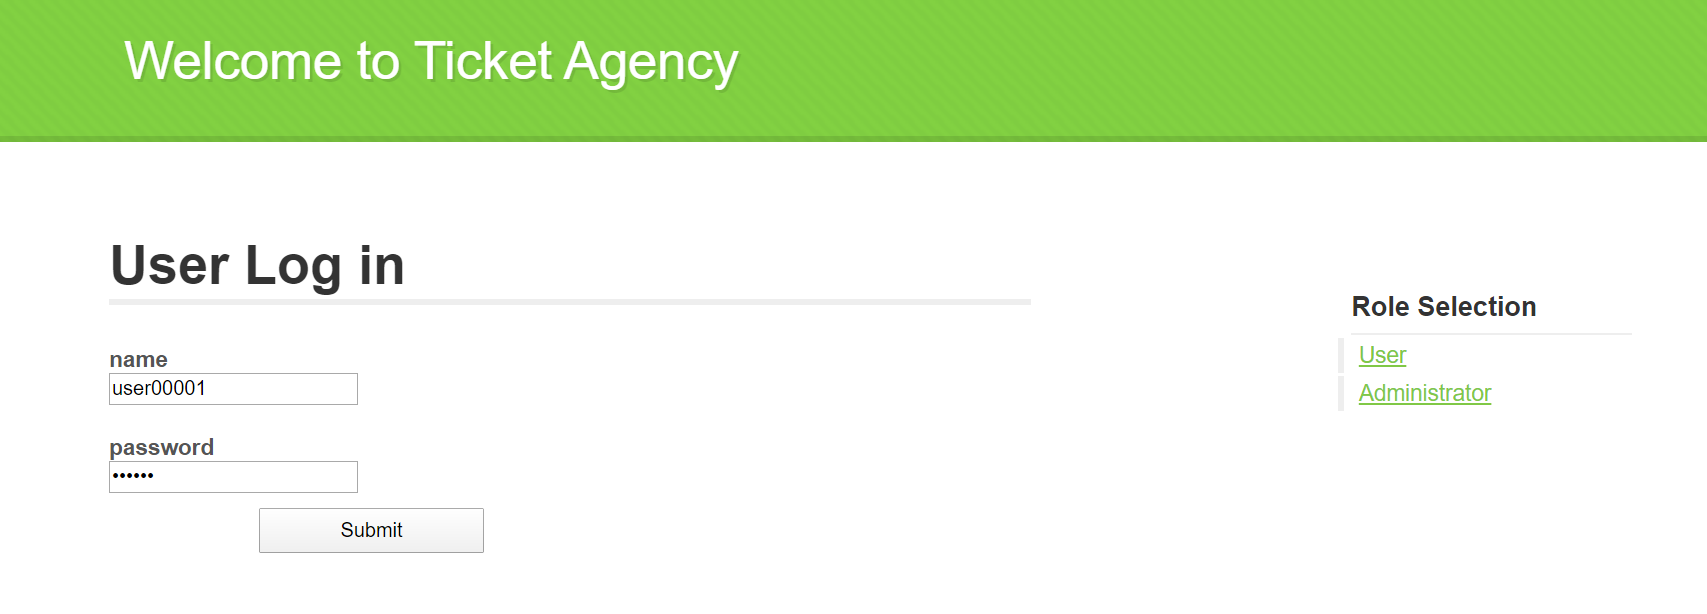 Welcome to Ticket Agency
User Log in
name
user00001
password
••••••
Submit
Role Selection
User
Administrator